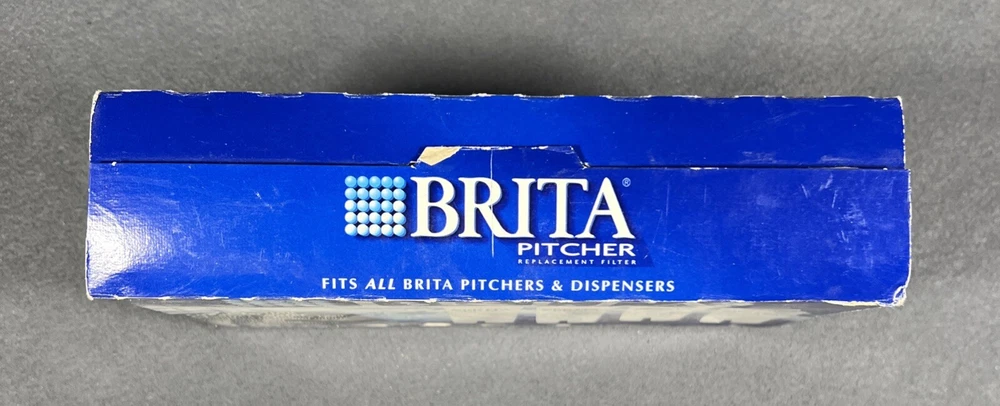 BRITA®
PITCHER
REPLACEMENT FILTER
FITS ALL BRITA PITCHERS & DISPENSERS